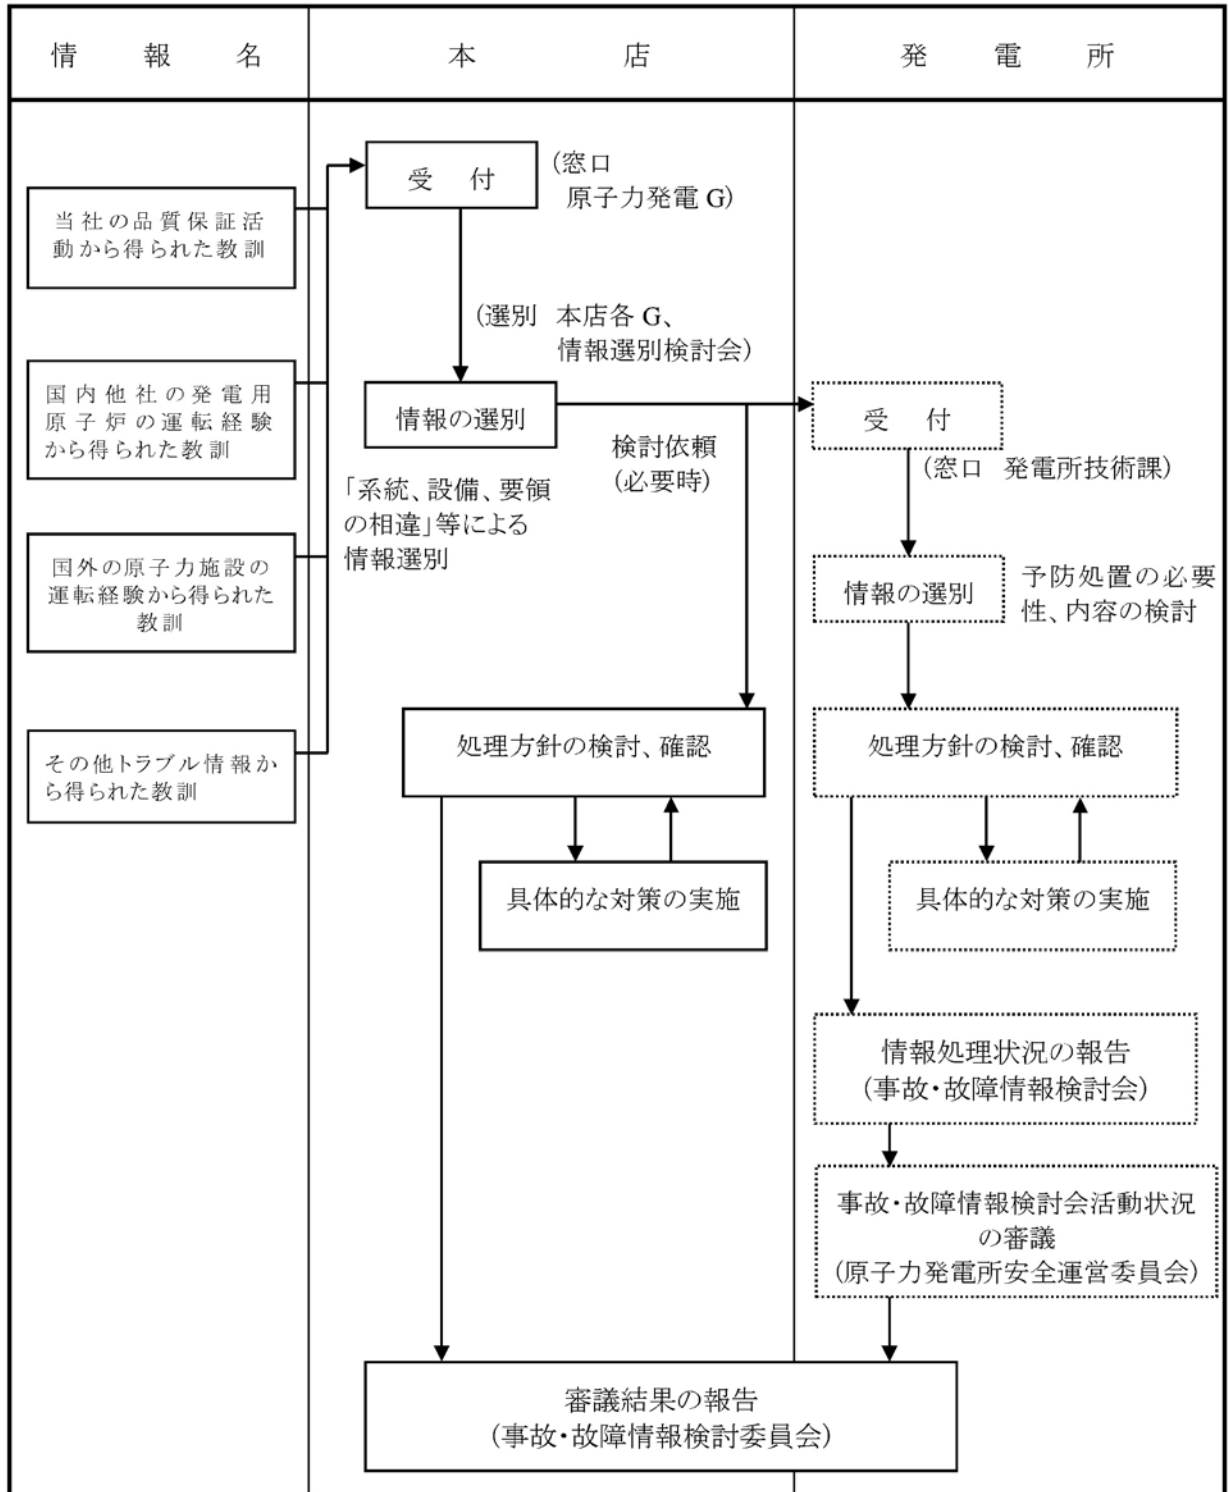 情報名
本店
発電所
当社の品質保証活
動から得られた教訓
国内他社の発電用
原子炉の運転経験
から得られた教訓
国外の原子力施設の
運転経験から得られた
教訓
その他トラブル情報か
ら得られた教訓
受付
(窓口
原子力発電G)
(選別 本店各G、
情報選別検討会)
情報の選別
「系統、設備、要領
の相違」等による
情報選別
検討依頼
(必要時)
処理方針の検討、確認
具体的な対策の実施
受付
(窓口 発電所技術課)
情報の選別
予防処置の必要
性、内容の検討
処理方針の検討、確認
具体的な対策の実施
情報処理状況の報告
(事故・故障情報検討会)
事故・故障情報検討会活動状況
の審議
(原子力発電所安全運営委員会)
審議結果の報告
(事故・故障情報検討委員会)